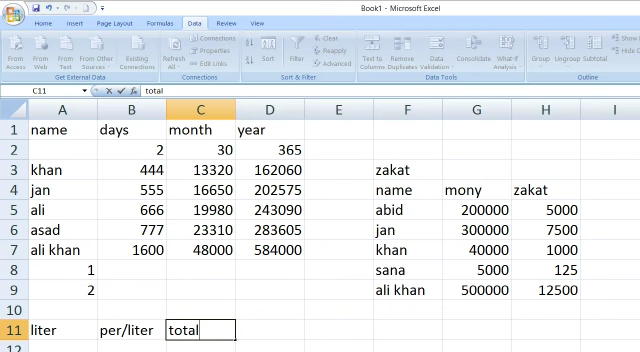 Book1 - Microsoft Excel
Home Insert Page Layout Formulas Data Review View
From Access From Web From Text From Other Sources Existing Connections Refresh All Connections Properties Edit Links Sort Filter Clear Reapply Advanced Text to Columns Remove Duplicates Data Validation Consolidate What-If Analysis Group Ungroup Subtotal Show Hide D
Get External Data Connections Sort & Filter Data Tools Outline
C11 total
A B C D E F G H I
1 name days month year
2 2 30 365
3 khan 444 13320 162060 zakat
4 jan 555 16650 202575 name mony zakat
5 ali 666 19980 243090 abid 200000 5000
6 asad 777 23310 283605 jan 300000 7500
7 ali khan 1600 48000 584000 khan 40000 1000
8 1 sana 5000 125
9 2 ali khan 500000 12500
10
11 liter per/liter total
12